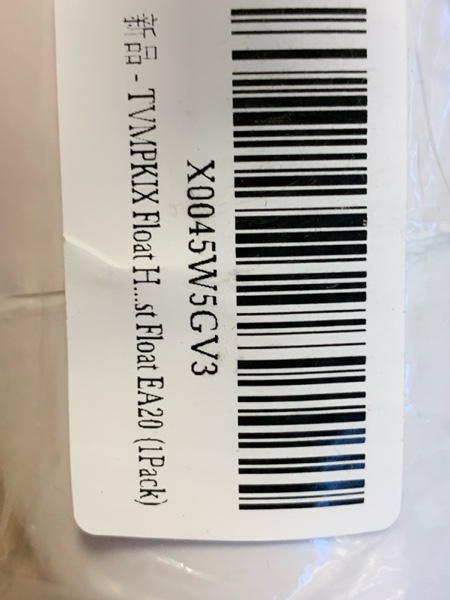 X0045W5GV3
新品 - TVMPKIX Float H....st Float EA20 (1Pack)